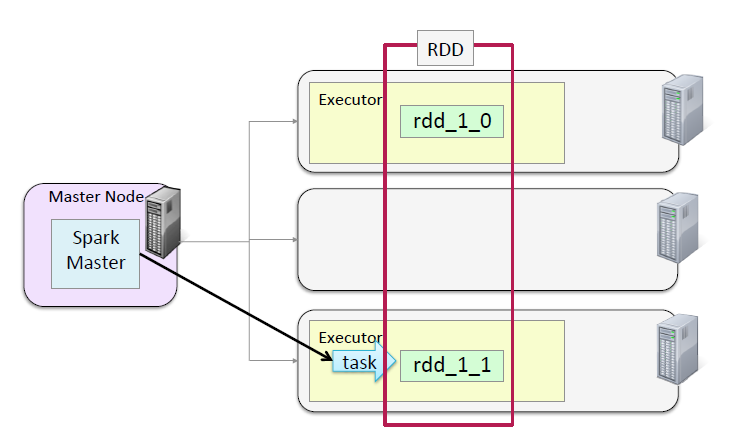 RDD
Executor
rdd_1_0
Master Node
Spark
Master
Executor
task
rdd_1_1